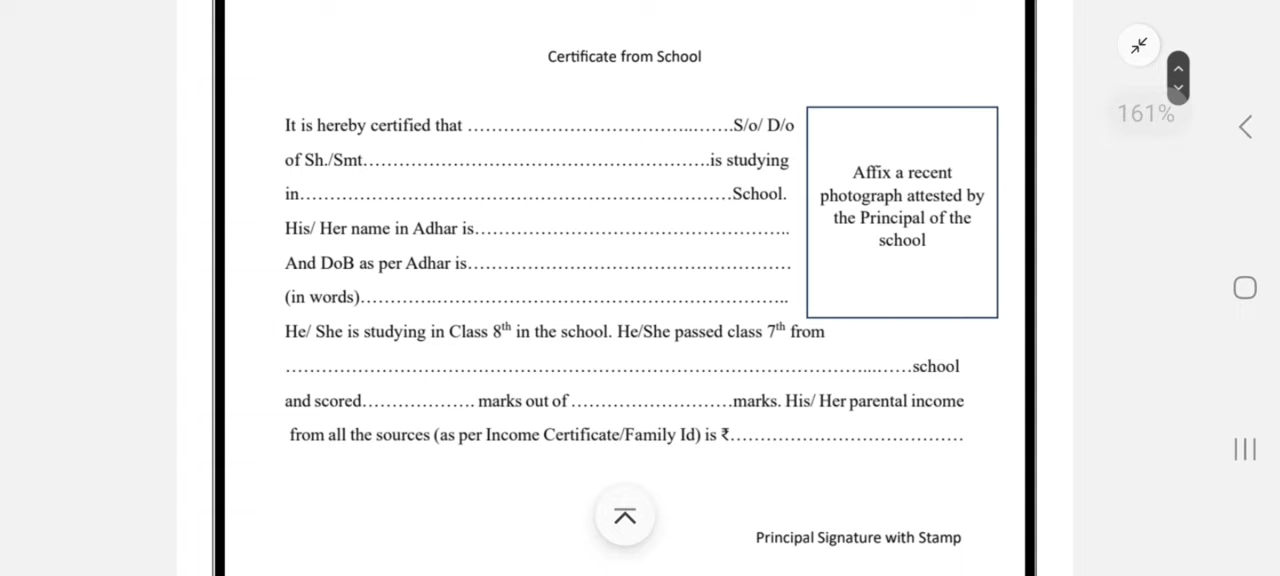 Certificate from School
It is hereby certified that ……………………………………..……S/o/ D/o
of Sh./Smt…………………………………………………is studying
in………………………………………………………………School.
His/ Her name in Adhar is……………………………………………..
And DoB as per Adhar is………………………………………………
(in words)…………..………………………………………………..
Affix a recent
photograph attested by
the Principal of the
school
He/ She is studying in Class 8th in the school. He/She passed class 7th from
……………………………………………………………………………………...……school
and scored………………. marks out of ………………………marks. His/ Her parental income
from all the sources (as per Income Certificate/Family Id) is ₹…………………………………
Principal Signature with Stamp
161%